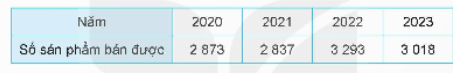 Năm 2020 2021 2022 2023
Số sản phẩm bán được 2 873 2 837 3 293 3 018